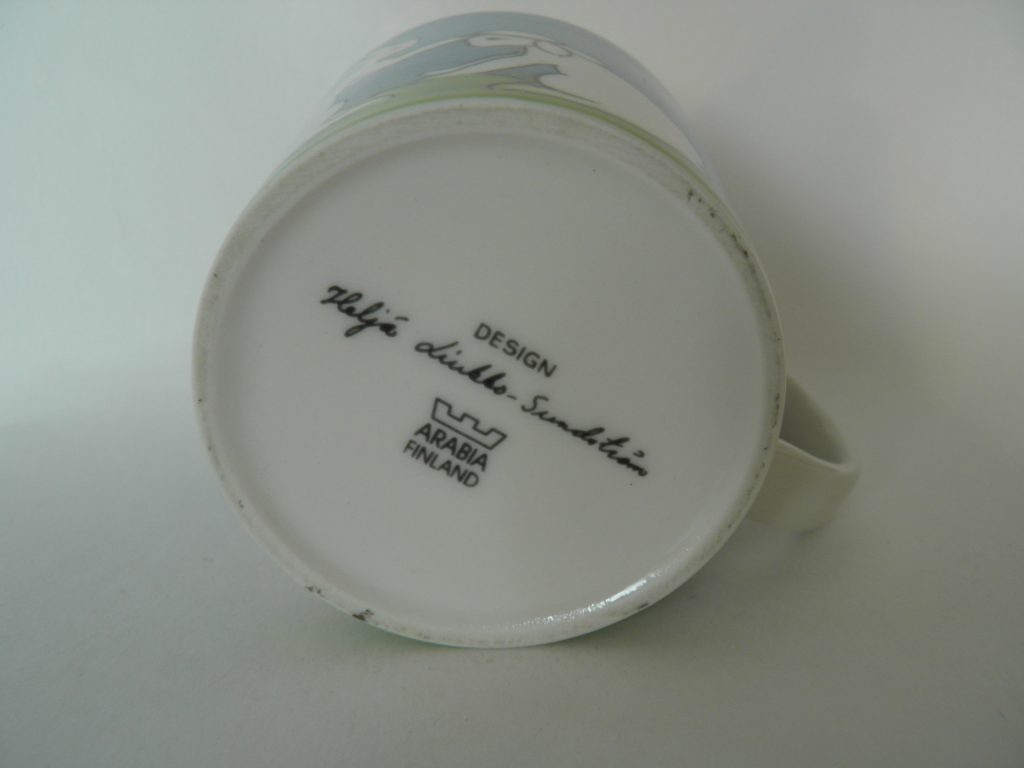 DESIGN
Heljä Liukko-Sundström
ARABIA
FINLAND